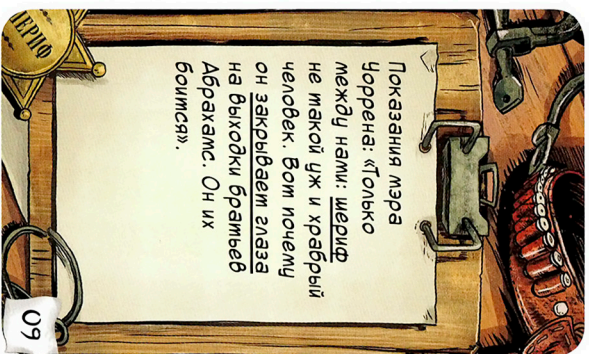 ШЕРИФ
Показания мэра
Уоррена: «Только
между нами: шериф
не такой уж и храбрый
человек. Вот почему
он закрывает глаза
на выходки братьев
Абрахамс. Он их
боится».
09